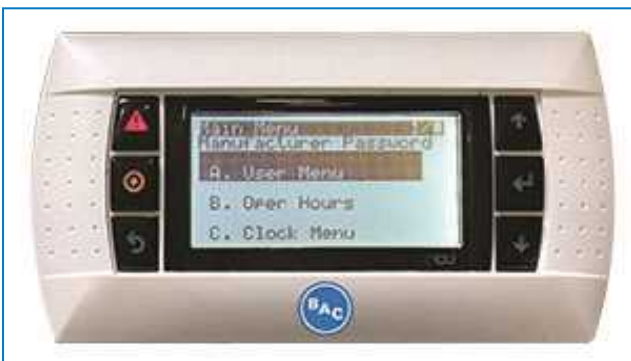 Main Menu
Manufacturer Password
A. User Menu
B. Oper Hours
C. Clock Menu
BAC